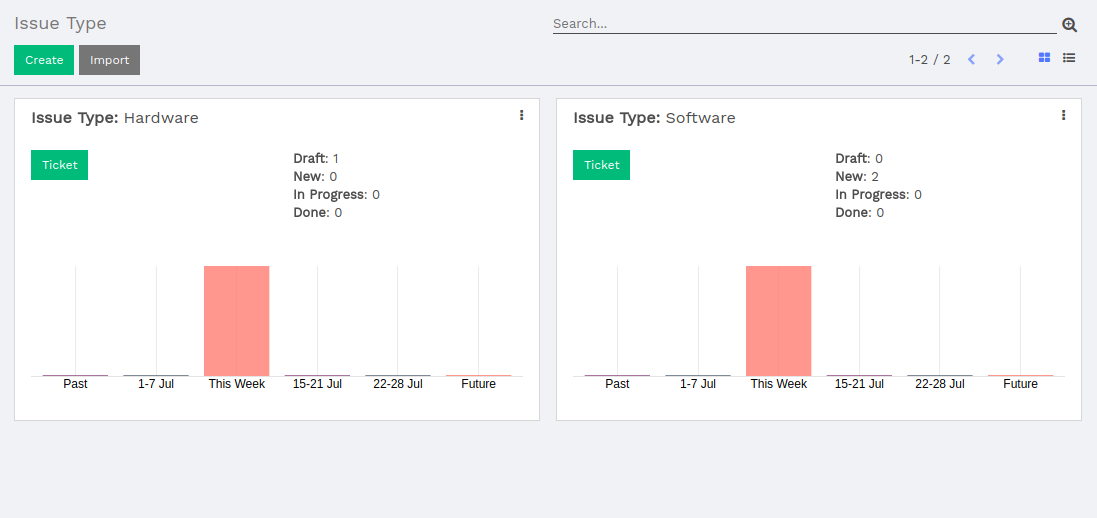 Issue Type
Search...
Create Import
1-2 / 2
Issue Type: Hardware
Ticket
Draft: 1
New: 0
In Progress: 0
Done: 0
Past 1-7 Jul This Week 15-21 Jul 22-28 Jul Future
Issue Type: Software
Ticket
Draft: 0
New: 2
In Progress: 0
Done: 0
Past 1-7 Jul This Week 15-21 Jul 22-28 Jul Future